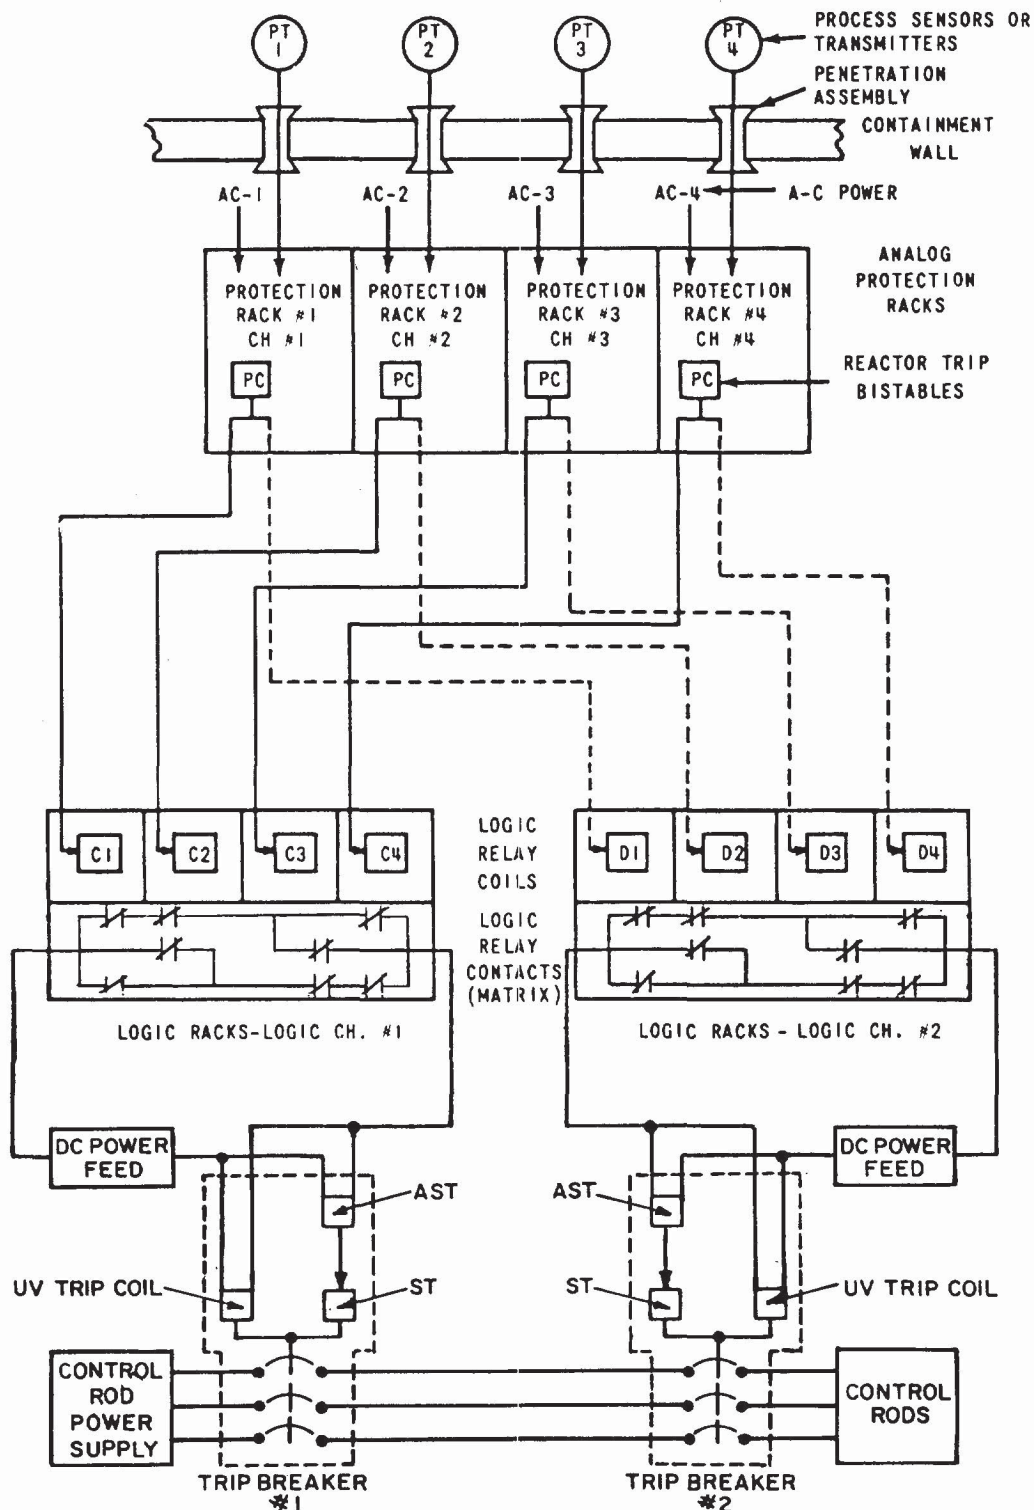 PT
1
PT
2
PT
3
PT
4
PROCESS SENSORS OR
TRANSMITTERS
PENETRATION
ASSEMBLY
CONTAINMENT
WALL
AC-1
AC-2
AC-3
AC-4
A-C POWER
PROTECTION
RACK #1
CH #1
PROTECTION
RACK #2
CH #2
PROTECTION
RACK #3
CH #3
PROTECTION
RACK #4
CH #4
ANALOG
PROTECTION
RACKS
PC
PC
PC
PC
REACTOR TRIP
BISTABLES
C1
C2
C3
C4
LOGIC
RELAY
COILS
D1
D2
D3
D4
LOGIC
RELAY
CONTACTS
(MATRIX)
LOGIC RACKS-LOGIC CH. #1
LOGIC RACKS - LOGIC CH. #2
DC POWER
FEED
DC POWER
FEED
AST
AST
UV TRIP COIL
ST
ST
UV TRIP COIL
CONTROL
ROD
POWER
SUPPLY
CONTROL
RODS
TRIP BREAKER
#1
TRIP BREAKER
#2